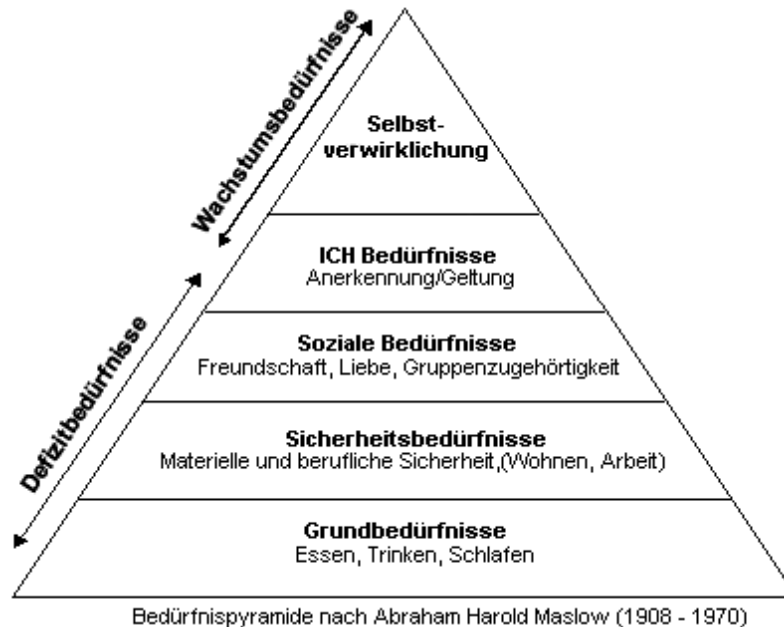 Wachstumsbedürfnisse
Defizitbedürfnisse
Selbst-
verwirklichung
ICH Bedürfnisse
Anerkennung/Geltung
Soziale Bedürfnisse
Freundschaft, Liebe, Gruppenzugehörtigkeit
Sicherheitsbedürfnisse
Materielle und berufliche Sicherheit,(Wohnen, Arbeit)
Grundbedürfnisse
Essen, Trinken, Schlafen
Bedürfnispyramide nach Abraham Harold Maslow (1908 - 1970)